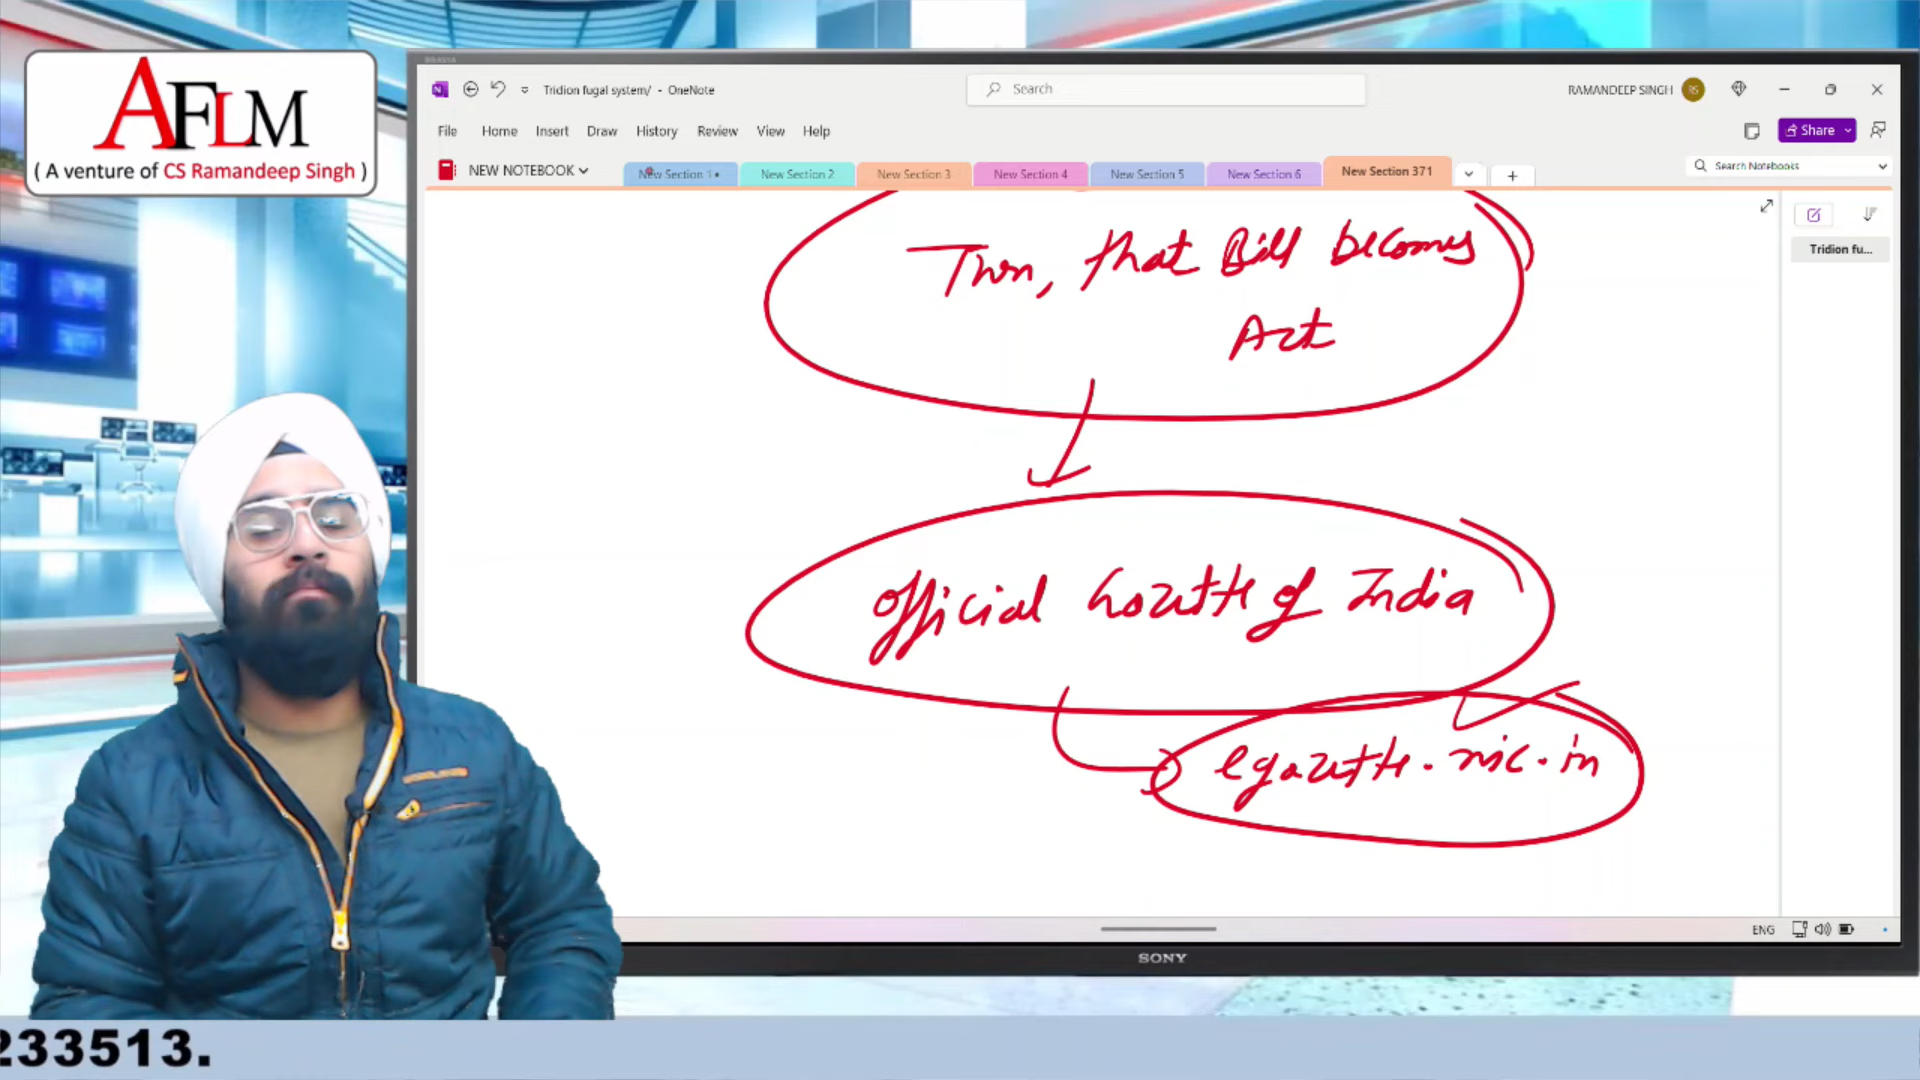 AFLM
( A venture of CS Ramandeep Singh )
Tridion fugal system/ - OneNote
Search
RAMANDEEP SINGH
RS
File Home Insert Draw History Review View Help
Share
NEW NOTEBOOK
New Section 1
New Section 2
New Section 3
New Section 4
New Section 5
New Section 6
New Section 371
Search Notebooks
Tridion fu...
Then, that Bill becomes
Act
Official Gazette of India
egazette.nic.in
ENG
SONY
233513.